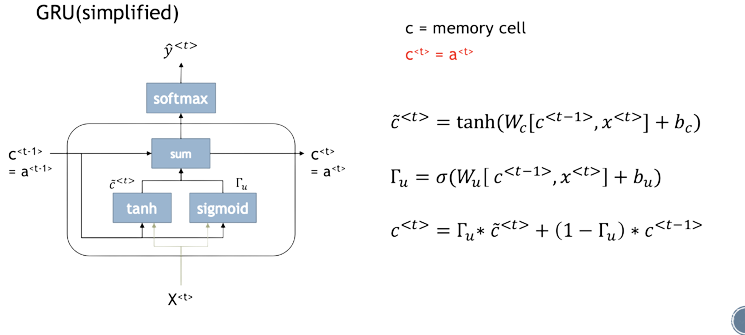 GRU(simplified)
c = memory cell
c<t> = a<t>
ŷ<t>
softmax
c<t-1>
= a<t-1>
sum
c<t>
= a<t>
c̃<t>
Γu
tanh
sigmoid
X<t>
c̃<t> = tanh(Wc[c<t−1>, x<t>] + bc)
Γu = σ(Wu[ c<t−1>, x<t>] + bu)
c<t> = Γu∗ c̃<t> + (1 − Γu) ∗ c<t−1>